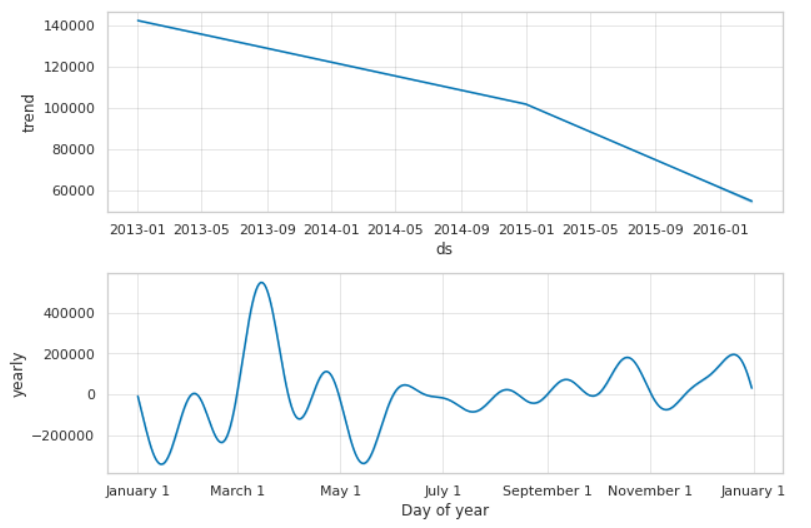 140000
120000
100000
80000
60000
trend
2013-01 2013-05 2013-09 2014-01 2014-05 2014-09 2015-01 2015-05 2015-09 2016-01
ds
400000
200000
0
−200000
yearly
January 1 March 1 May 1 July 1 September 1 November 1 January 1
Day of year